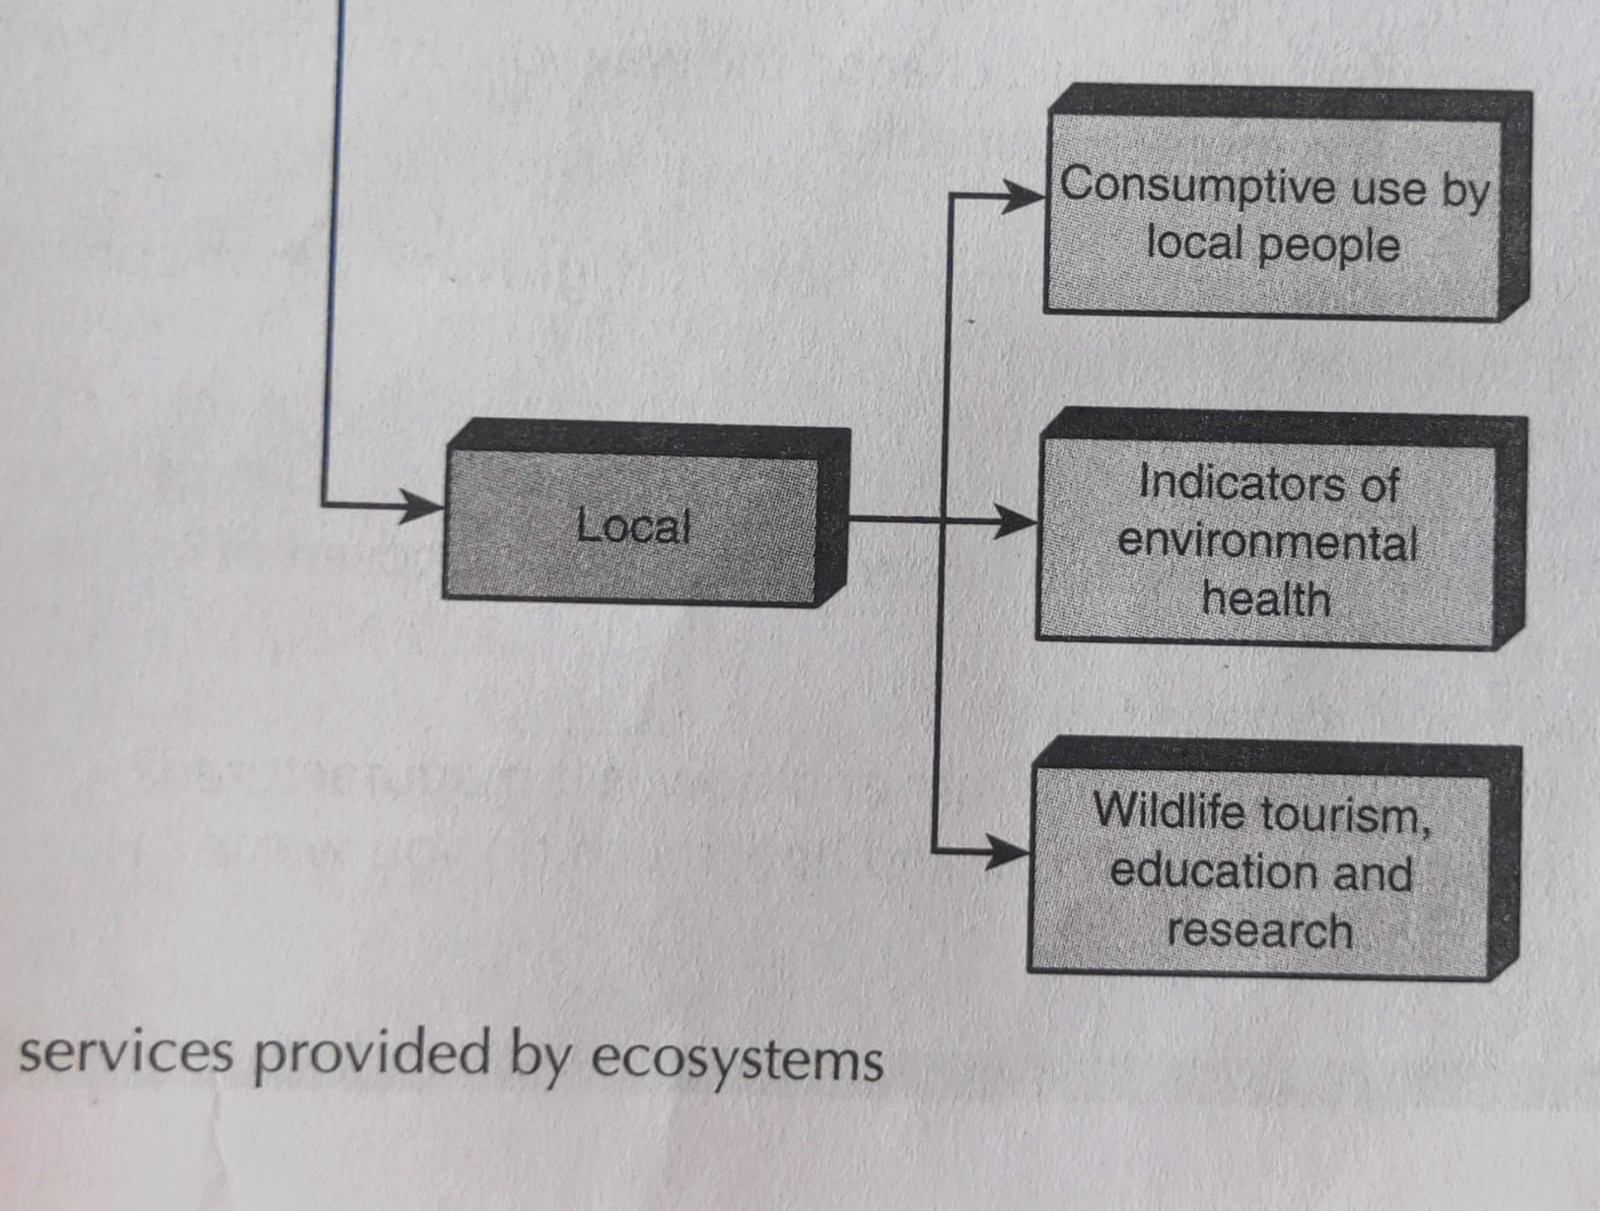 Consumptive use by
local people
Local
Indicators of
environmental
health
Wildlife tourism,
education and
research
services provided by ecosystems